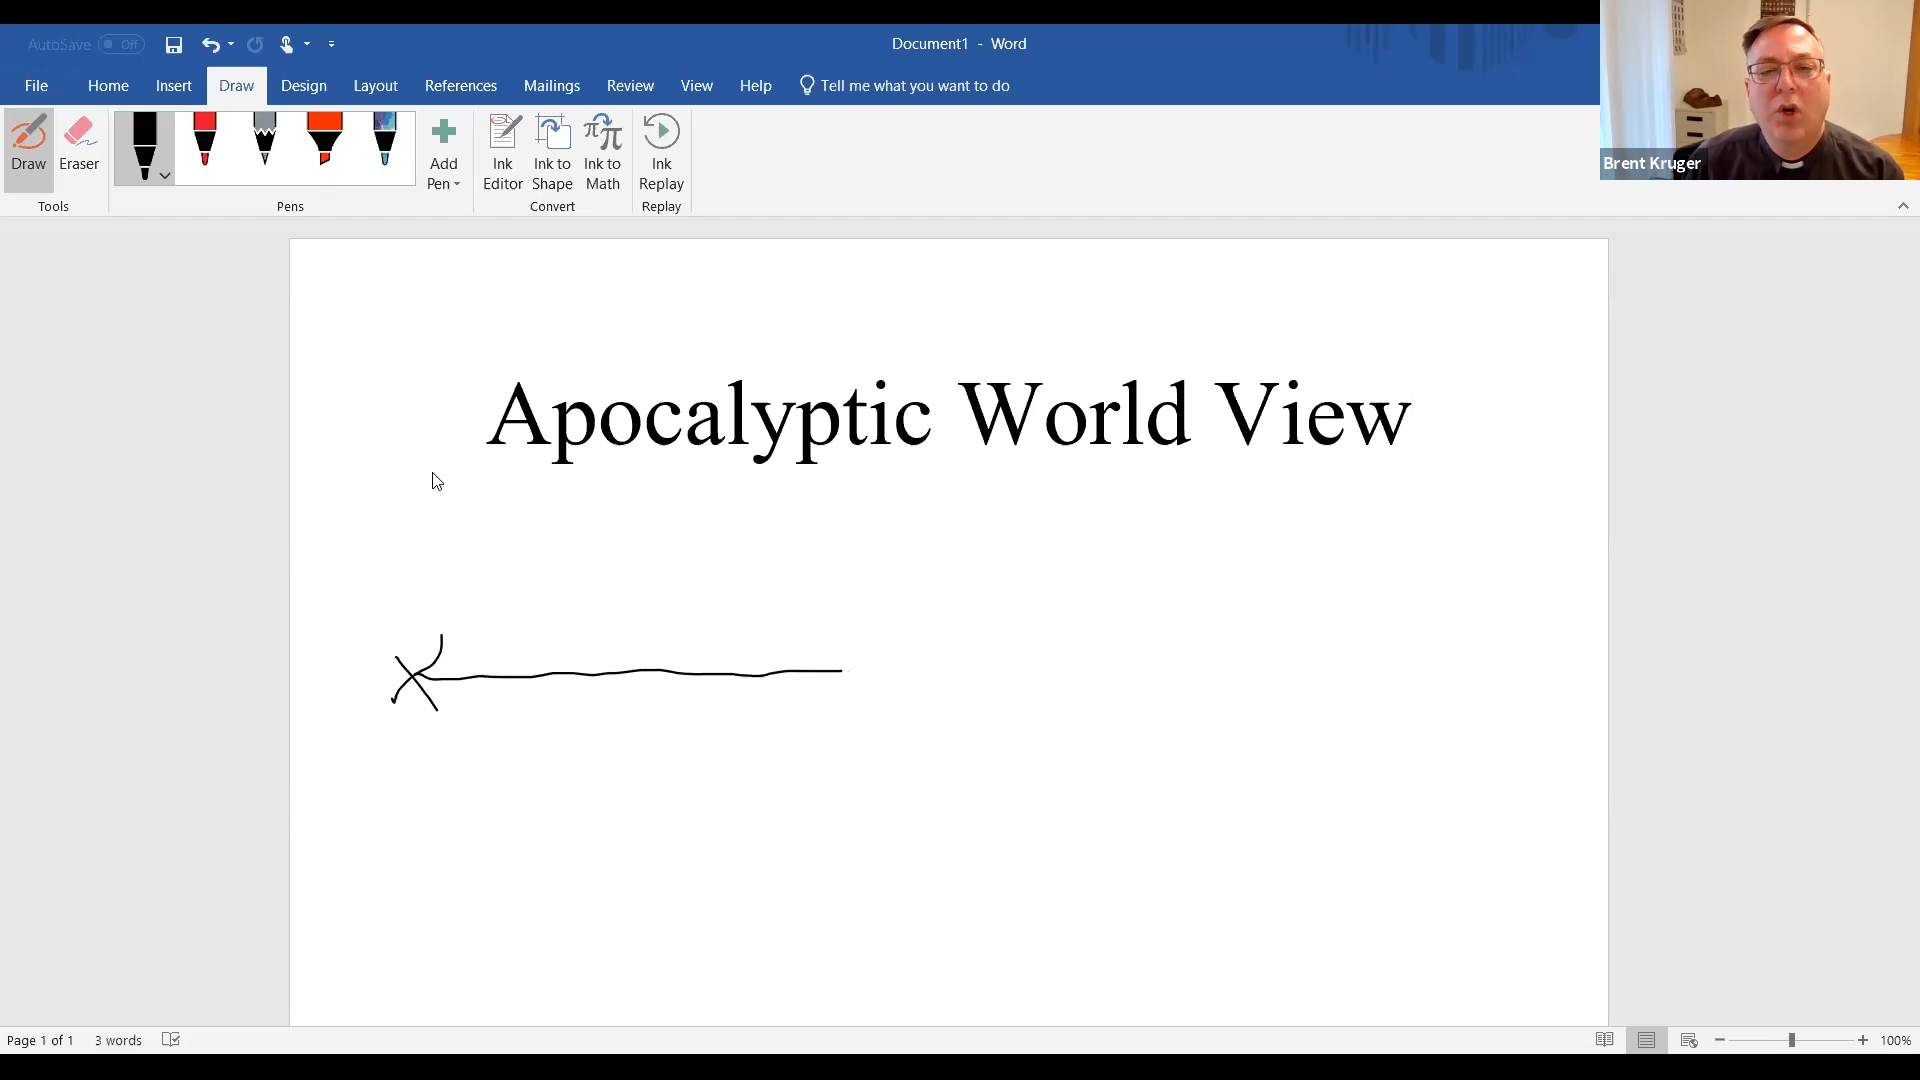 AutoSave Off
Document1 - Word
File Home Insert Draw Design Layout References Mailings Review View Help Tell me what you want to do
Draw Eraser Add Pen Ink Editor Ink to Shape Ink to Math Ink Replay
Tools Pens Convert Replay
Brent Kruger
Apocalyptic World View
Page 1 of 1 3 words 100%